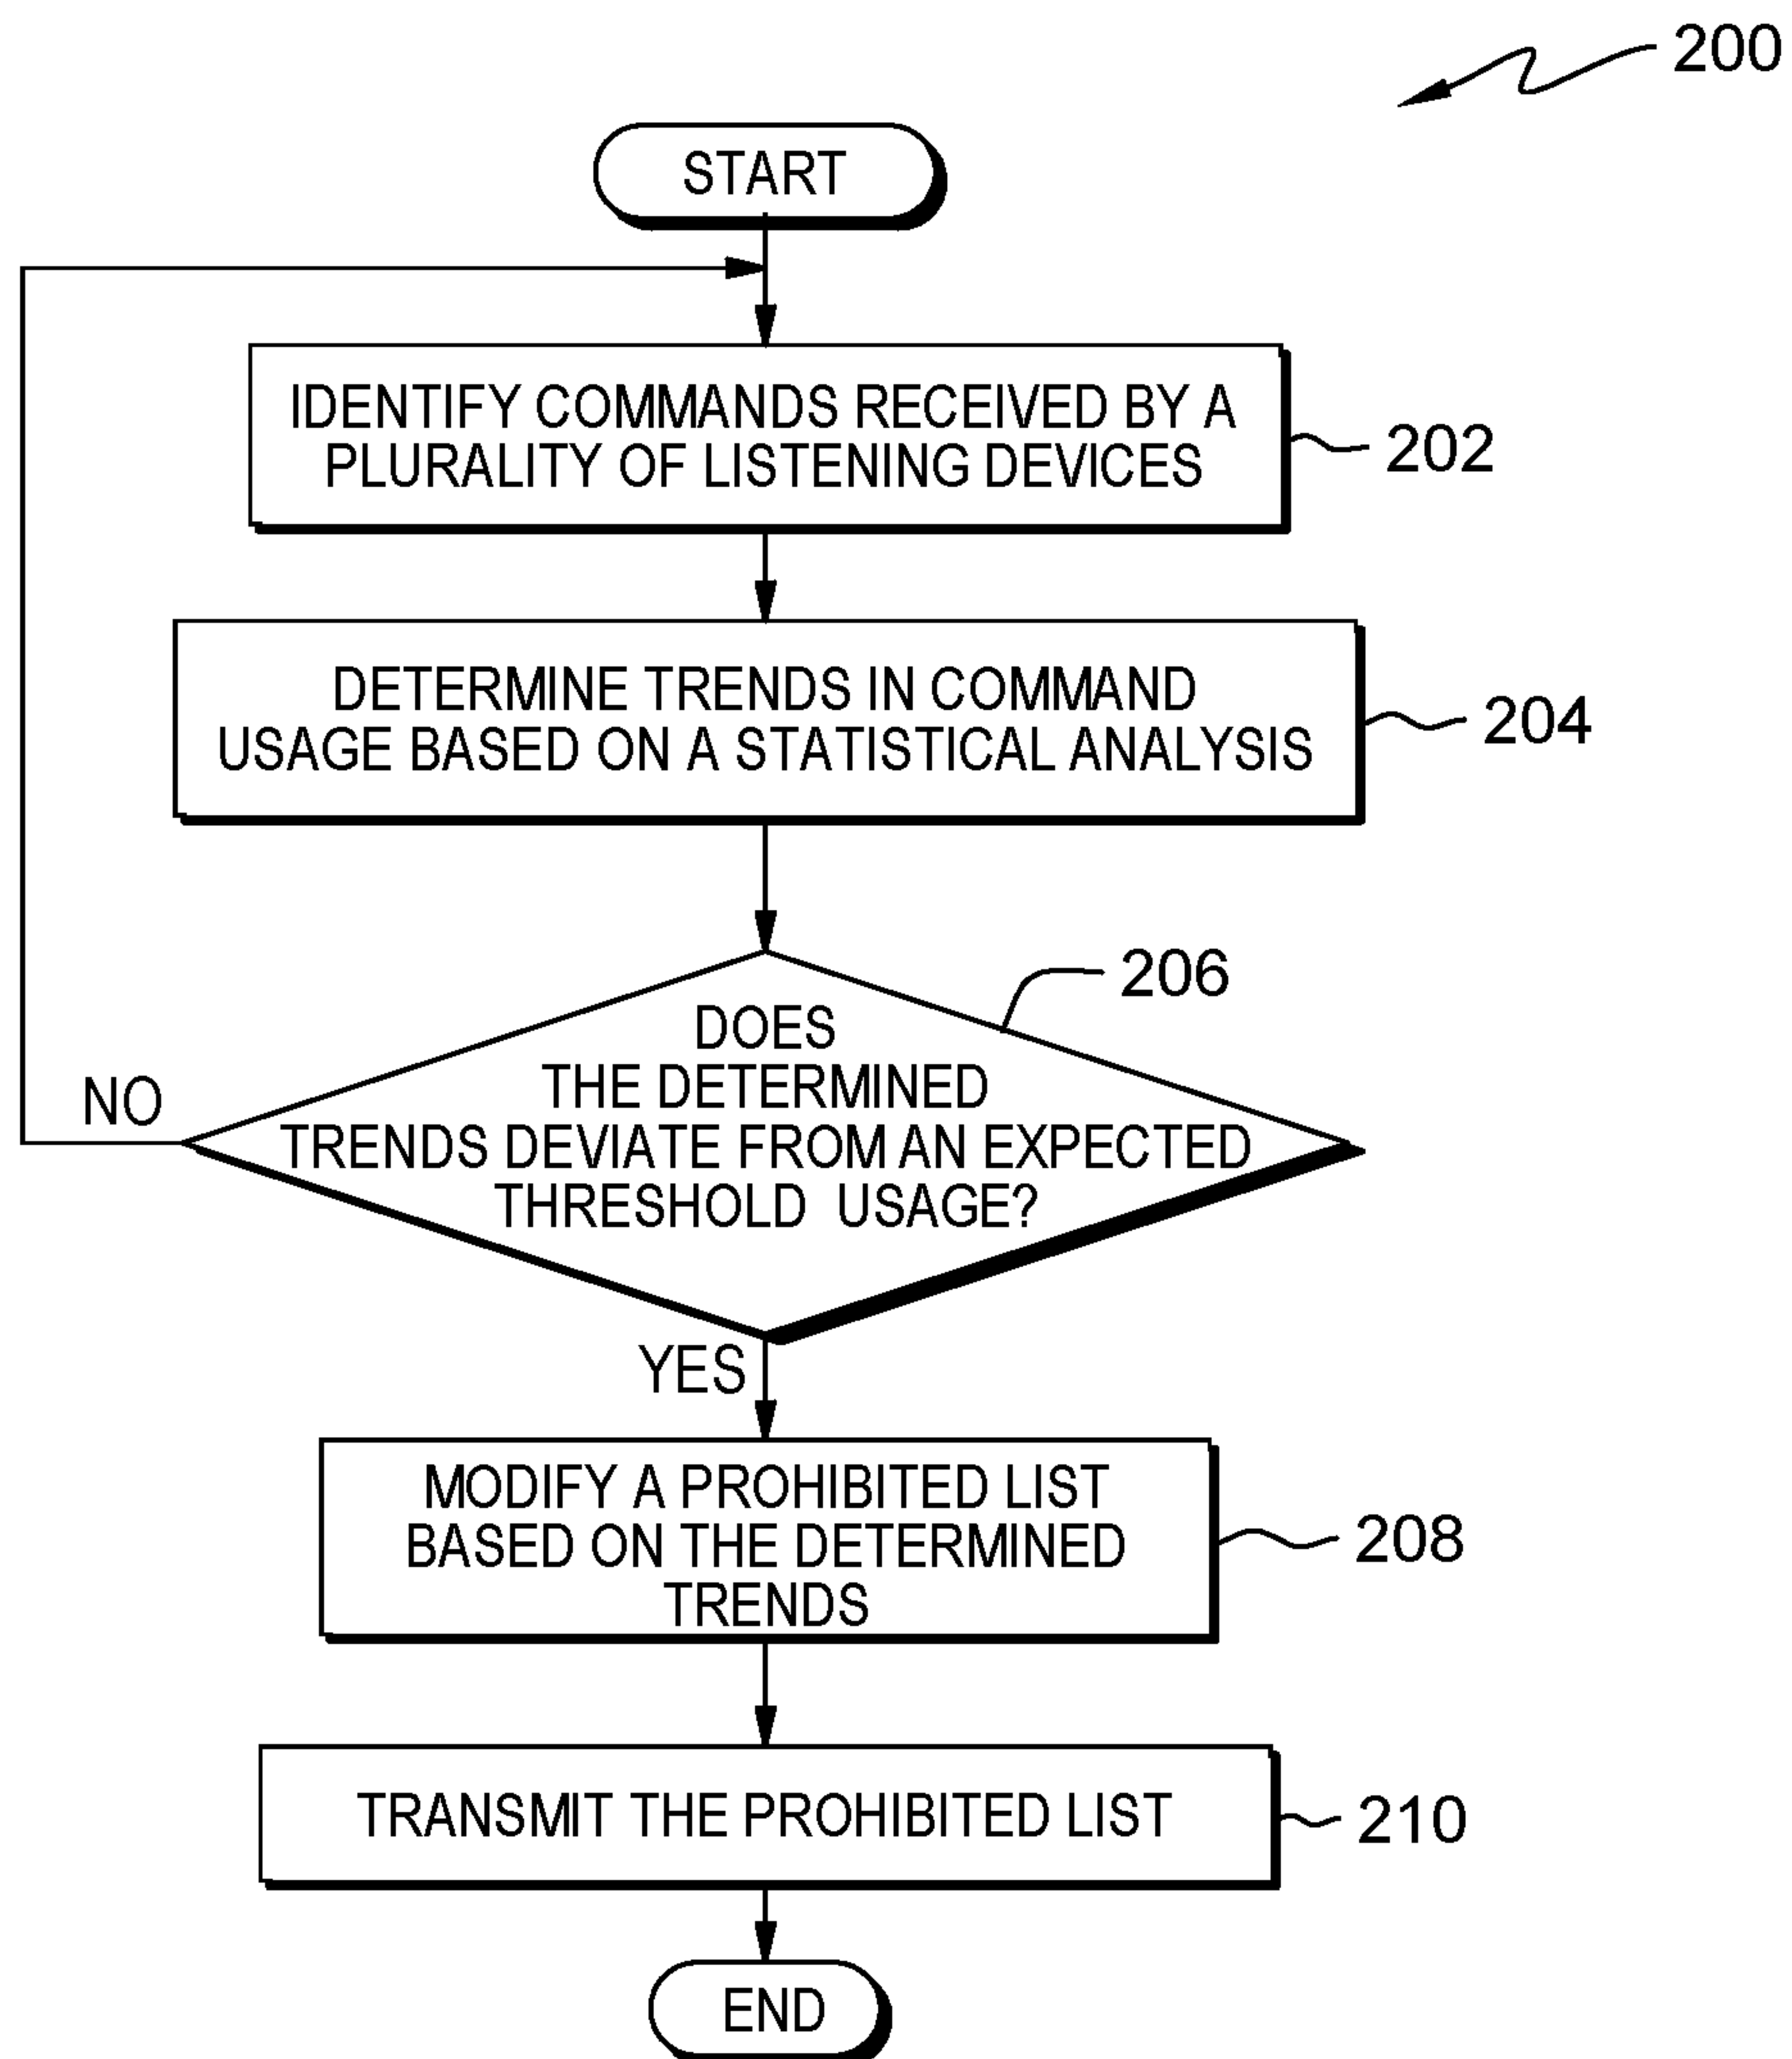 200
START
IDENTIFY COMMANDS RECEIVED BY A
PLURALITY OF LISTENING DEVICES
202
DETERMINE TRENDS IN COMMAND
USAGE BASED ON A STATISTICAL ANALYSIS
204
206
DOES
THE DETERMINED
TRENDS DEVIATE FROM AN EXPECTED
THRESHOLD USAGE?
NO
YES
MODIFY A PROHIBITED LIST
BASED ON THE DETERMINED
TRENDS
208
TRANSMIT THE PROHIBITED LIST
210
END